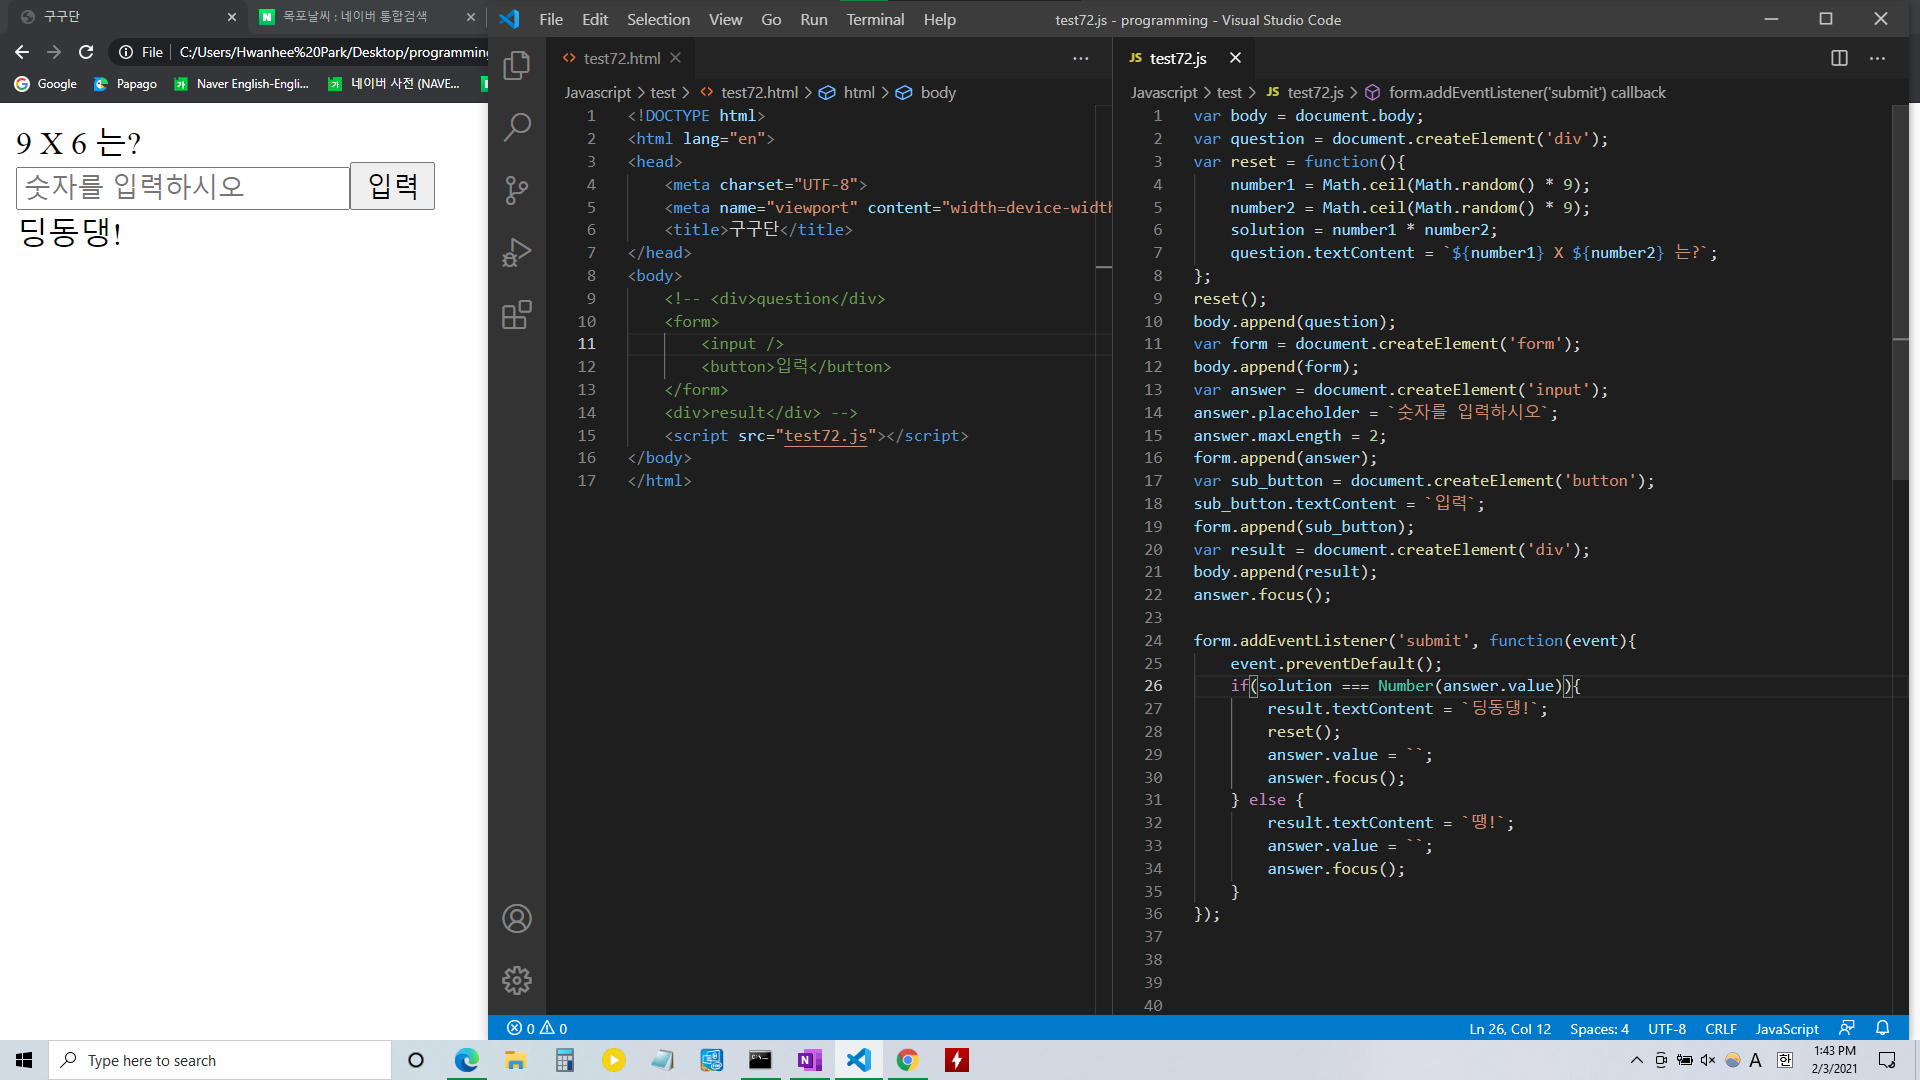 구구단
목포날씨 : 네이버 통합검색
File C:/Users/Hwanhee%20Park/Desktop/programming
Google Papago Naver English-Engli... 네이버 사전 (NAVE...
9 X 6 는?
숫자를 입력하시오 입력
딩동댕!
File Edit Selection View Go Run Terminal Help
test72.js - programming - Visual Studio Code
test72.html
Javascript > test > test72.html > html > body
1 <!DOCTYPE html>
2 <html lang="en">
3 <head>
4 <meta charset="UTF-8">
5 <meta name="viewport" content="width=device-width
6 <title>구구단</title>
7 </head>
8 <body>
9 <!-- <div>question</div>
10 <form>
11 <input />
12 <button>입력</button>
13 </form>
14 <div>result</div> -->
15 <script src="test72.js"></script>
16 </body>
17 </html>
JS test72.js
Javascript > test > JS test72.js > form.addEventListener('submit') callback
1 var body = document.body;
2 var question = document.createElement('div');
3 var reset = function(){
4 number1 = Math.ceil(Math.random() * 9);
5 number2 = Math.ceil(Math.random() * 9);
6 solution = number1 * number2;
7 question.textContent = `${number1} X ${number2} 는?`;
8 };
9 reset();
10 body.append(question);
11 var form = document.createElement('form');
12 body.append(form);
13 var answer = document.createElement('input');
14 answer.placeholder = `숫자를 입력하시오`;
15 answer.maxLength = 2;
16 form.append(answer);
17 var sub_button = document.createElement('button');
18 sub_button.textContent = `입력`;
19 form.append(sub_button);
20 var result = document.createElement('div');
21 body.append(result);
22 answer.focus();
23
24 form.addEventListener('submit', function(event){
25 event.preventDefault();
26 if(solution === Number(answer.value)){
27 result.textContent = `딩동댕!`;
28 reset();
29 answer.value = ``;
30 answer.focus();
31 } else {
32 result.textContent = `땡!`;
33 answer.value = ``;
34 answer.focus();
35 }
36 });
37
38
39
40
0 0
Ln 26, Col 12 Spaces: 4 UTF-8 CRLF JavaScript
Type here to search
A 한 1:43 PM
2/3/2021